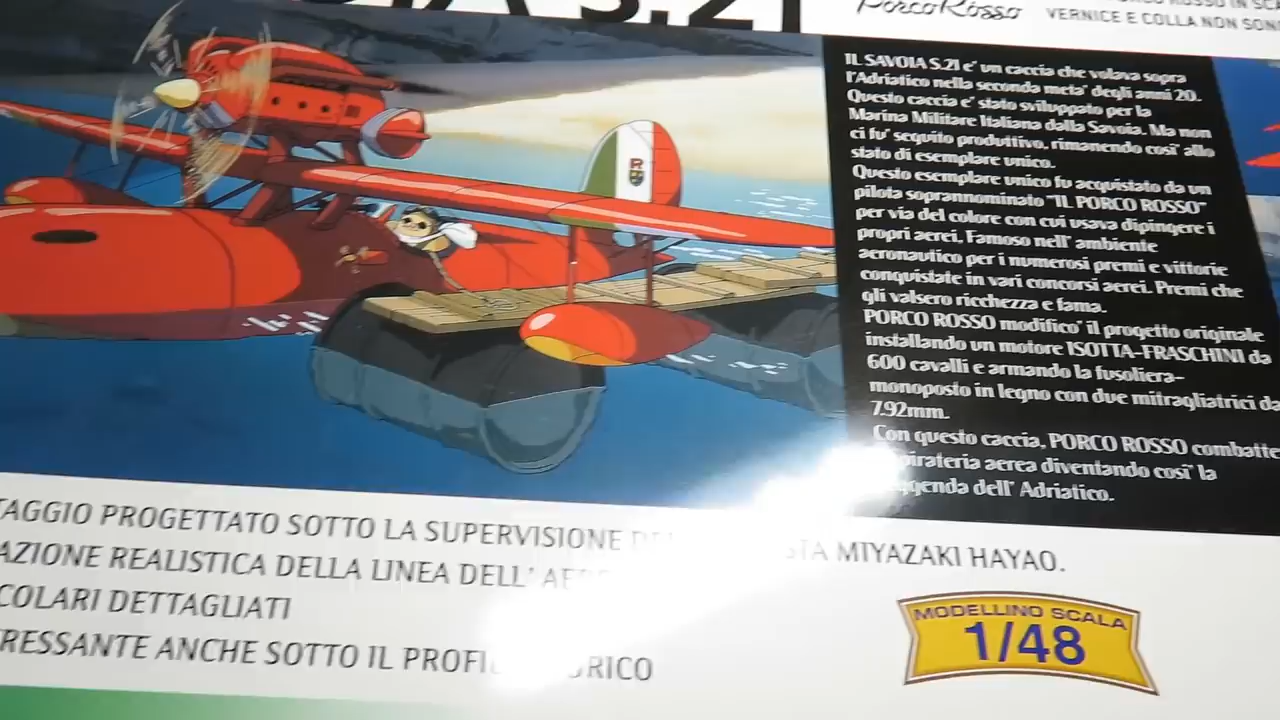 S.21
Porco Rosso
VERNICE E COLLA NON SON
IL SAVOIA S.21 e' un caccia che volava sopra
l'Adriatico nella seconda meta' degli anni 20.
Questo caccia e' stato sviluppato per la
Marina Militare Italiana dalla Savoia. Ma non
ci fu' seguito produttivo, rimanendo cosi' allo
stato di esemplare unico.
Questo esemplare unico fu acquistato da un
pilota soprannominato "IL PORCO ROSSO"
per via del colore con cui usava dipingere i
propri aerei, Famoso nell' ambiente
aeronautico per i numerosi premi e vittorie
conquistate in vari concorsi aerei. Premi che
gli valsero ricchezza e fama.
PORCO ROSSO modifico' il progetto originale
installando un motore ISOTTA-FRASCHINI da
600 cavalli e armando la fusoliera-
monoposto in legno con due mitragliatrici da
7.92mm.
Con questo caccia, PORCO ROSSO combatte
pirateria aerea diventando cosi' la
genda dell' Adriatico.
R
TAGGIO PROGETTATO SOTTO LA SUPERVISIONE STA MIYAZAKI HAYAO.
AZIONE REALISTICA DELLA LINEA DELL'
COLARI DETTAGLIATI
RESSANTE ANCHE SOTTO IL PROFI ORICO
MODELLINO SCALA
1/48